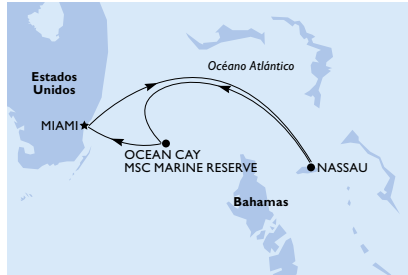 Océano Atlántico
Estados
Unidos
MIAMI
OCEAN CAY
MSC MARINE RESERVE
NASSAU
Bahamas